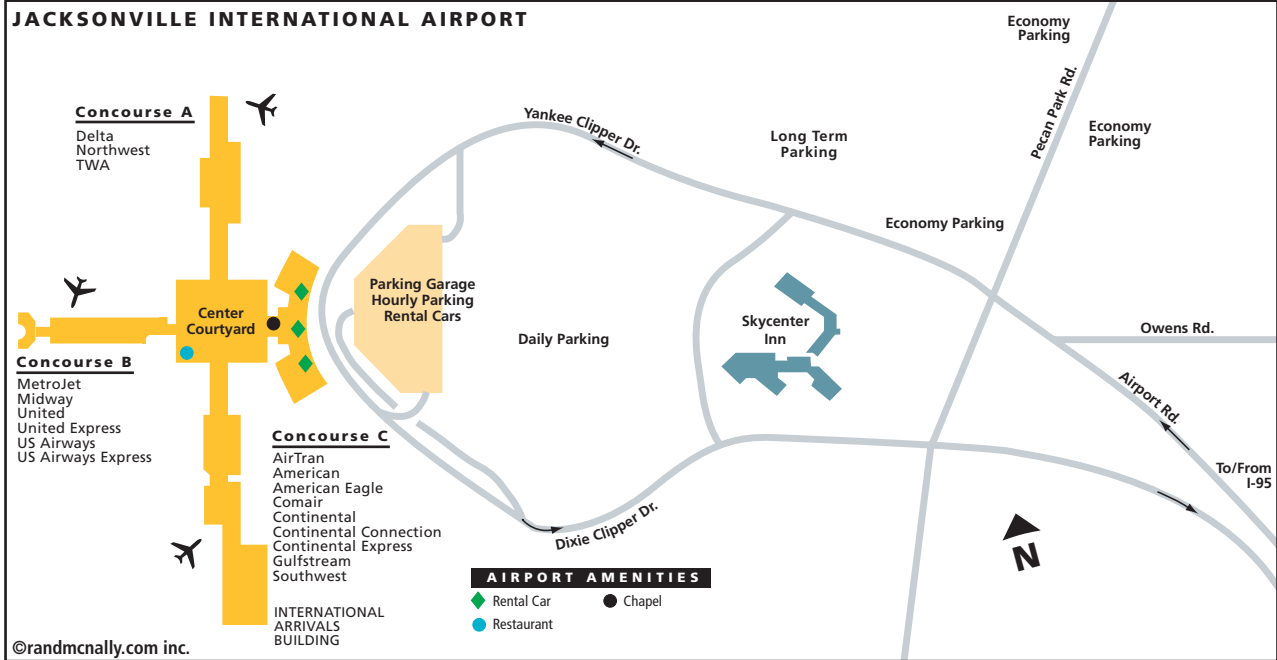 JACKSONVILLE INTERNATIONAL AIRPORT
Economy
Parking
Pecan Park Rd.
Economy
Parking
Concourse A
Delta
Northwest
TWA
Yankee Clipper Dr.
Long Term
Parking
Economy Parking
Parking Garage
Hourly Parking
Rental Cars
Center
Courtyard
Daily Parking
Skycenter
Inn
Owens Rd.
Airport Rd.
To/From
I-95
Concourse B
MetroJet
Midway
United
United Express
US Airways
US Airways Express
Concourse C
AirTran
American
American Eagle
Comair
Continental
Continental Connection
Continental Express
Gulfstream
Southwest
INTERNATIONAL
ARRIVALS
BUILDING
Dixie Clipper Dr.
N
AIRPORT AMENITIES
Rental Car
Chapel
Restaurant
©randmcnally.com inc.